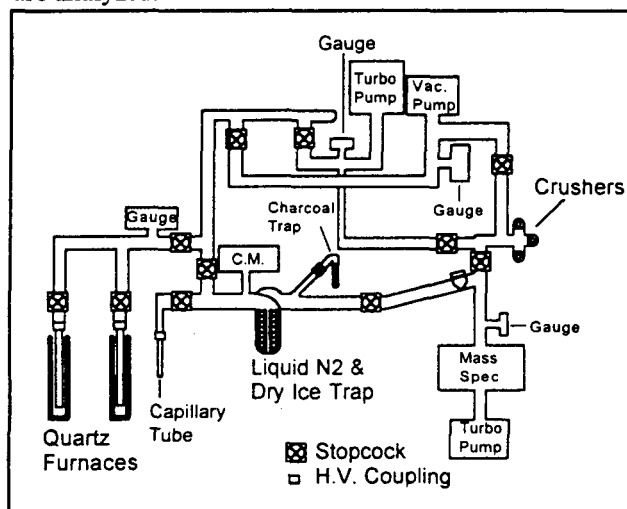 Gauge
Turbo
Pump
Vac.
Pump
Gauge
Crushers
Charcoal
Trap
Gauge
C.M.
Gauge
Liquid N2 &
Dry Ice Trap
Mass
Spec
Capillary
Tube
Quartz
Furnaces
Turbo
Pump
Stopcock
H.V. Coupling